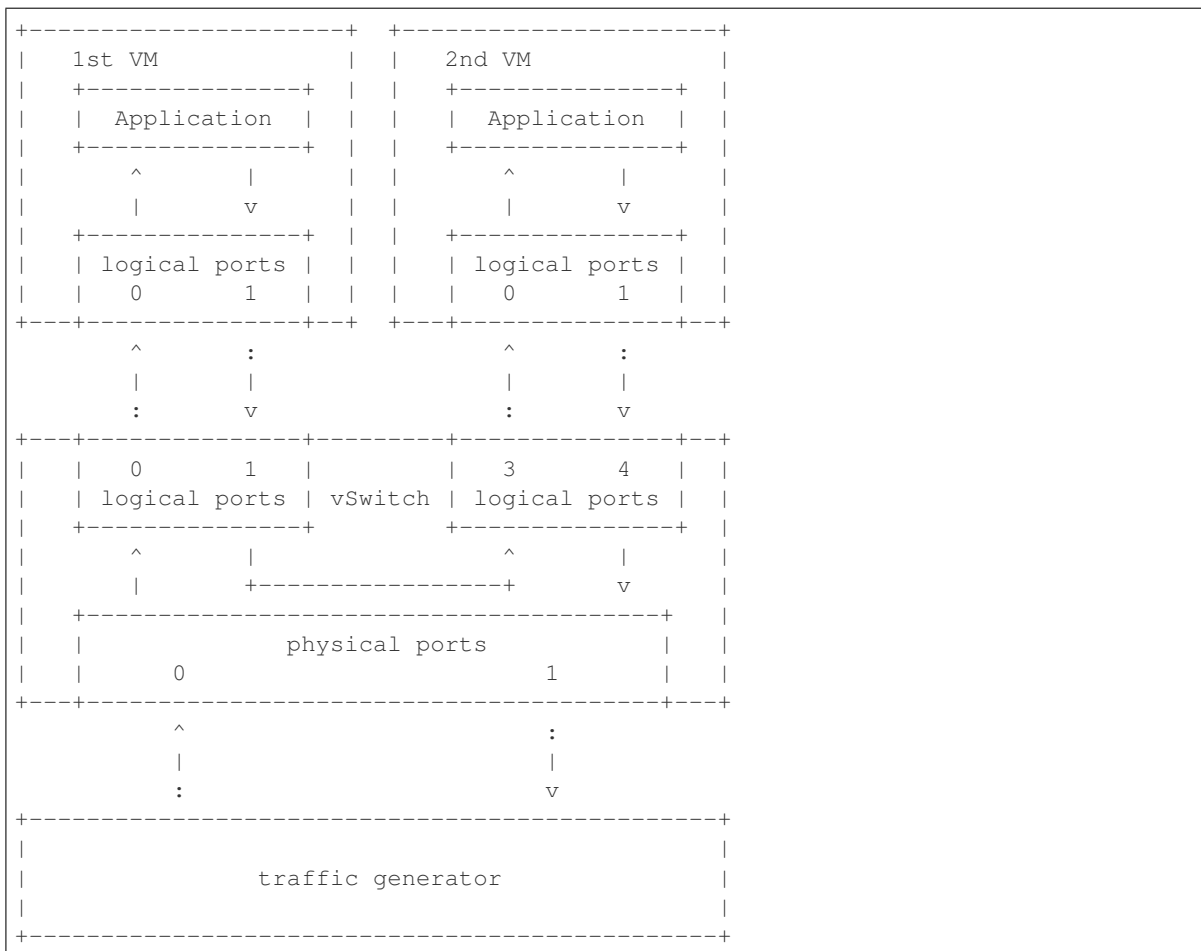 +----------------------+  +----------------------+
|   1st VM             |  |   2nd VM             |
|   +---------------+  |  |   +---------------+  |
|   |  Application  |  |  |   |  Application  |  |
|   +---------------+  |  |   +---------------+  |
|       ^       |      |  |       ^       |      |
|       |       v      |  |       |       v      |
|   +---------------+  |  |   +---------------+  |
|   | logical ports |  |  |   | logical ports |  |
|   |   0       1   |  |  |   |   0       1   |  |
+---+---------------+--+  +---+---------------+--+
        ^       :                 ^       :
        |       |                 |       |
        :       v                 :       v
+---+---------------+---------+---------------+--+
|   |   0       1   |         |   3       4   |  |
|   | logical ports | vSwitch | logical ports |  |
|   +---------------+         +---------------+  |
|       ^       |                 ^       |      |
|       |       +-----------------+       v      |
|   +----------------------------------------+   |
|   |              physical ports            |   |
|   |      0                         1       |   |
+---+----------------------------------------+---+
           ^                         :
           |                         |
           :                         v
+------------------------------------------------+
|                                                |
|                traffic generator               |
|                                                |
+------------------------------------------------+